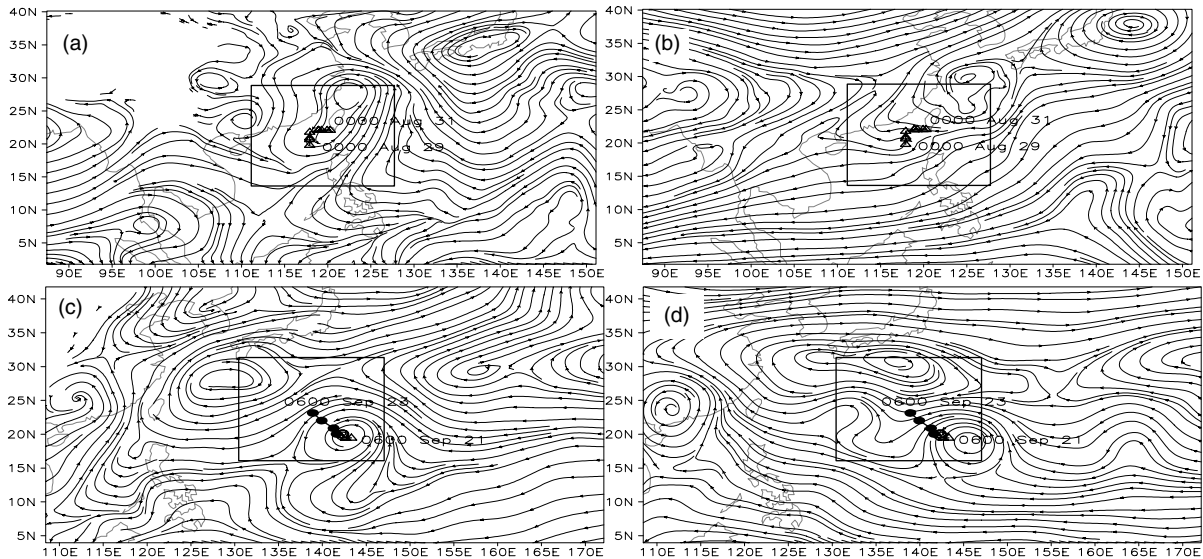 (a)
40N
35N
30N
25N
20N
15N
10N
5N
0000 Aug 31
0000 Aug 29
90E 95E 100E 105E 110E 115E 120E 125E 130E 135E 140E 145E 150E
(b)
40N
30N
20N
10N
5N
0000 Aug 31
0000 Aug 29
90E 95E 100E 105E 110E 115E 120E 125E 130E 135E 140E 145E 150E
(c)
40N
35N
30N
25N
20N
15N
10N
5N
0600 Sep 23
0600 Sep 21
110E 115E 120E 125E 130E 135E 140E 145E 150E 155E 160E 165E 170E
(d)
40N
35N
30N
25N
20N
15N
10N
5N
0600 Sep 23
0600 Sep 21
110E 115E 120E 125E 130E 135E 140E 145E 150E 155E 160E 165E 170E